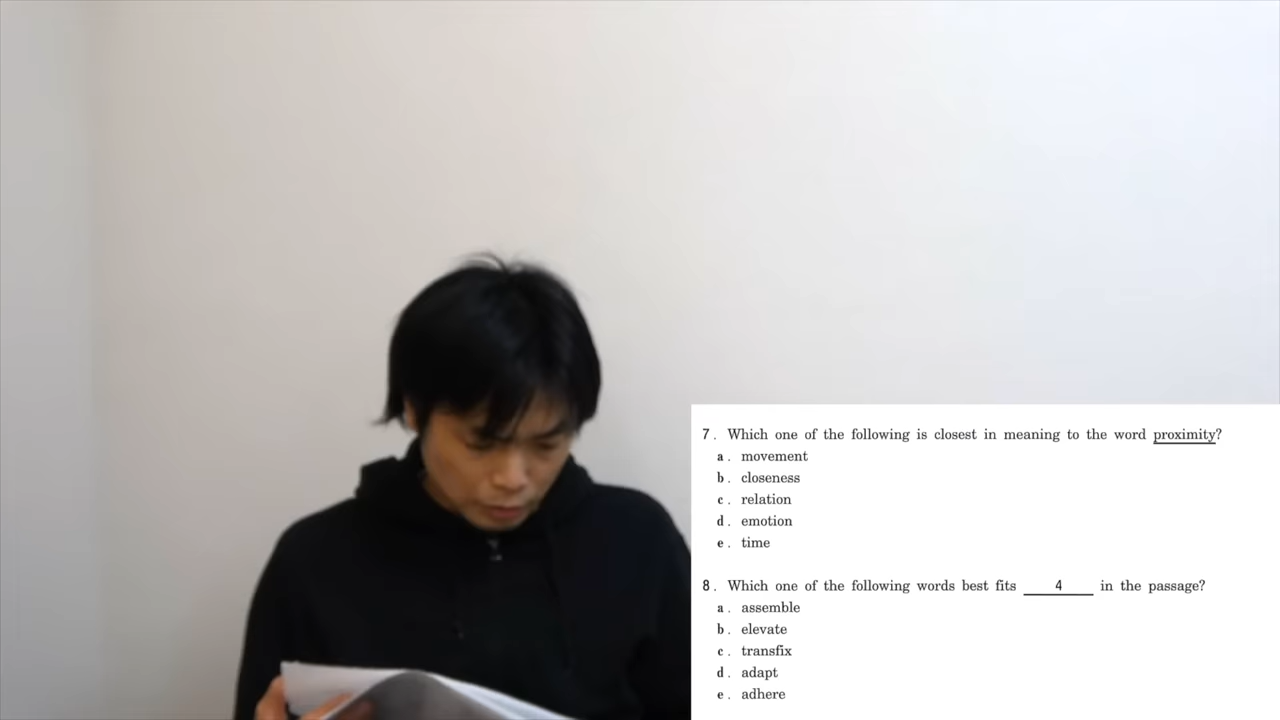 7. Which one of the following is closest in meaning to the word proximity?
a. movement
b. closeness
c. relation
d. emotion
e. time
8. Which one of the following words best fits 4 in the passage?
a. assemble
b. elevate
c. transfix
d. adapt
e. adhere